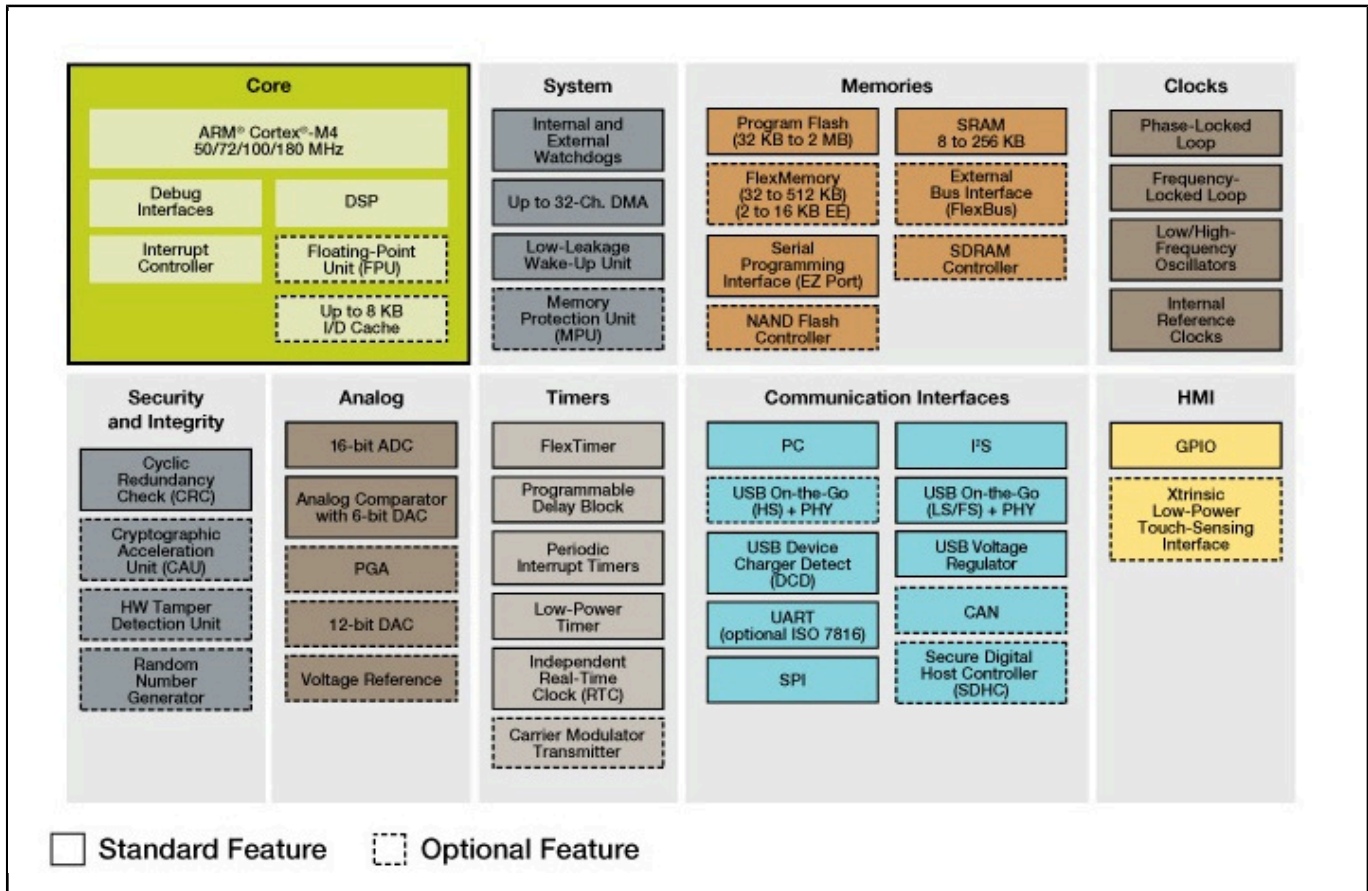 Core
ARM® Cortex®-M4
50/72/100/180 MHz
Debug
Interfaces
DSP
Interrupt
Controller
Floating-Point
Unit (FPU)
Up to 8 KB
I/D Cache
System
Internal and
External
Watchdogs
Up to 32-Ch. DMA
Low-Leakage
Wake-Up Unit
Memory
Protection Unit
(MPU)
Memories
Program Flash
(32 KB to 2 MB)
SRAM
8 to 256 KB
FlexMemory
(32 to 512 KB)
(2 to 16 KB EE)
External
Bus Interface
(FlexBus)
Serial
Programming
Interface (EZ Port)
SDRAM
Controller
NAND Flash
Controller
Clocks
Phase-Locked
Loop
Frequency-
Locked Loop
Low/High-
Frequency
Oscillators
Internal
Reference
Clocks
Security
and Integrity
Cyclic
Redundancy
Check (CRC)
Cryptographic
Acceleration
Unit (CAU)
HW Tamper
Detection Unit
Random
Number
Generator
Analog
16-bit ADC
Analog Comparator
with 6-bit DAC
PGA
12-bit DAC
Voltage Reference
Timers
FlexTimer
Programmable
Delay Block
Periodic
Interrupt Timers
Low-Power
Timer
Independent
Real-Time
Clock (RTC)
Carrier Modulator
Transmitter
Communication Interfaces
PC
I²S
USB On-the-Go
(HS) + PHY
USB On-the-Go
(LS/FS) + PHY
USB Device
Charger Detect
(DCD)
USB Voltage
Regulator
UART
(optional ISO 7816)
CAN
SPI
Secure Digital
Host Controller
(SDHC)
HMI
GPIO
Xtrinsic
Low-Power
Touch-Sensing
Interface
Standard Feature
Optional Feature